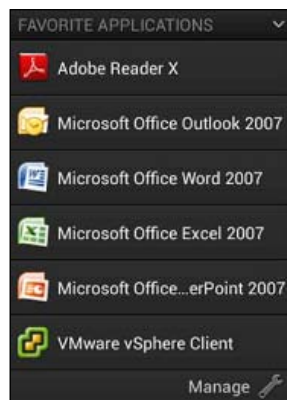 FAVORITE APPLICATIONS
Adobe Reader X
Microsoft Office Outlook 2007
Microsoft Office Word 2007
Microsoft Office Excel 2007
Microsoft Office...erPoint 2007
VMware vSphere Client
Manage